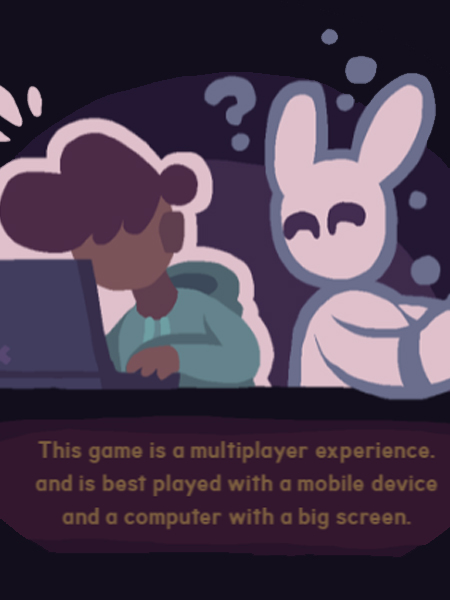 ?
This game is a multiplayer experience.
and is best played with a mobile device
and a computer with a big screen.